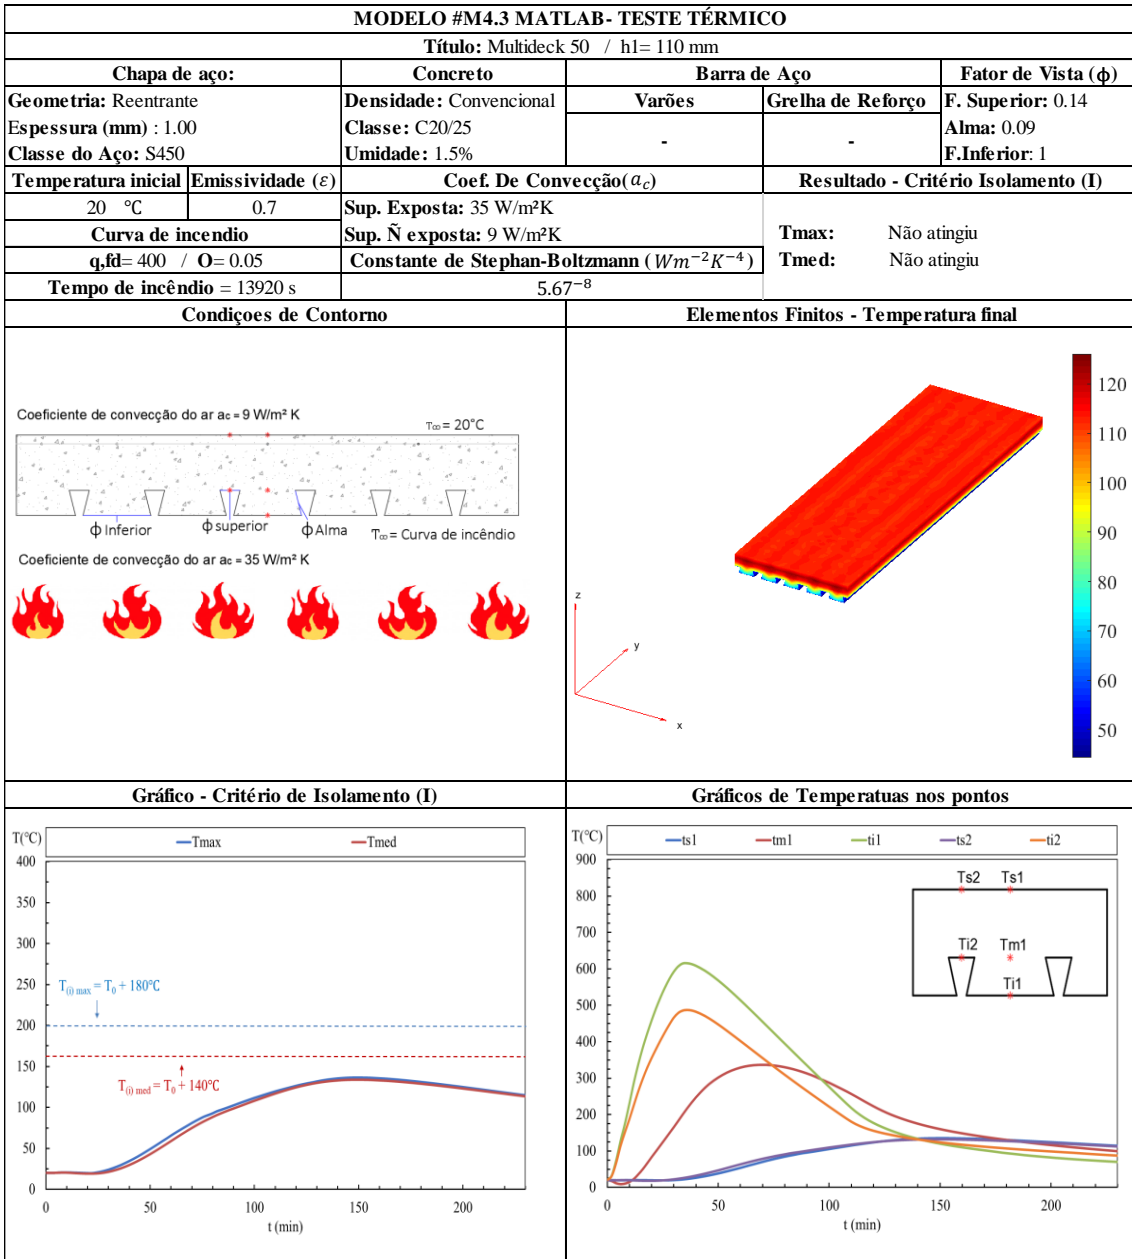 MODELO #M4.3 MATLAB- TESTE TÉRMICO
Título: Multideck 50 / h1= 110 mm
Chapa de aço: Concreto Barra de Aço Fator de Vista (ϕ)
Geometria: Reentrante Densidade: Convencional Varões Grelha de Reforço F. Superior: 0.14
Espessura (mm) : 1.00 Classe: C20/25 - - Alma: 0.09
Classe do Aço: S450 Umidade: 1.5% F.Inferior: 1
Temperatura inicial Emissividade (ε) Coef. De Convecção(a_c) Resultado - Critério Isolamento (I)
20 °C 0.7 Sup. Exposta: 35 W/m²K
Curva de incendio Sup. Ñ exposta: 9 W/m²K Tmax: Não atingiu
q,fd= 400 / O= 0.05 Constante de Stephan-Boltzmann (Wm⁻²K⁻⁴) Tmed: Não atingiu
Tempo de incêndio = 13920 s 5.67⁻⁸
Condiçoes de Contorno Elementos Finitos - Temperatura final
Coeficiente de convecção do ar ac = 9 W/m² K
T∞ = 20°C
ϕ Inferior ϕ superior ϕ Alma T∞ = Curva de incêndio
Coeficiente de convecção do ar ac = 35 W/m² K
z
y
x
120
110
100
90
80
70
60
50
Gráfico - Critério de Isolamento (I) Gráficos de Temperatuas nos pontos
T(°C) Tmax Tmed
400
350
300
250
200
150
100
50
0
T(i) max = T0 + 180°C
T(i) med = T0 + 140°C
0 50 100 150 200
t (min)
T(°C) ts1 tm1 ti1 ts2 ti2
900
800
700
600
500
400
300
200
100
0
Ts2 Ts1
Ti2 Tm1
Ti1
0 50 100 150 200
t (min)